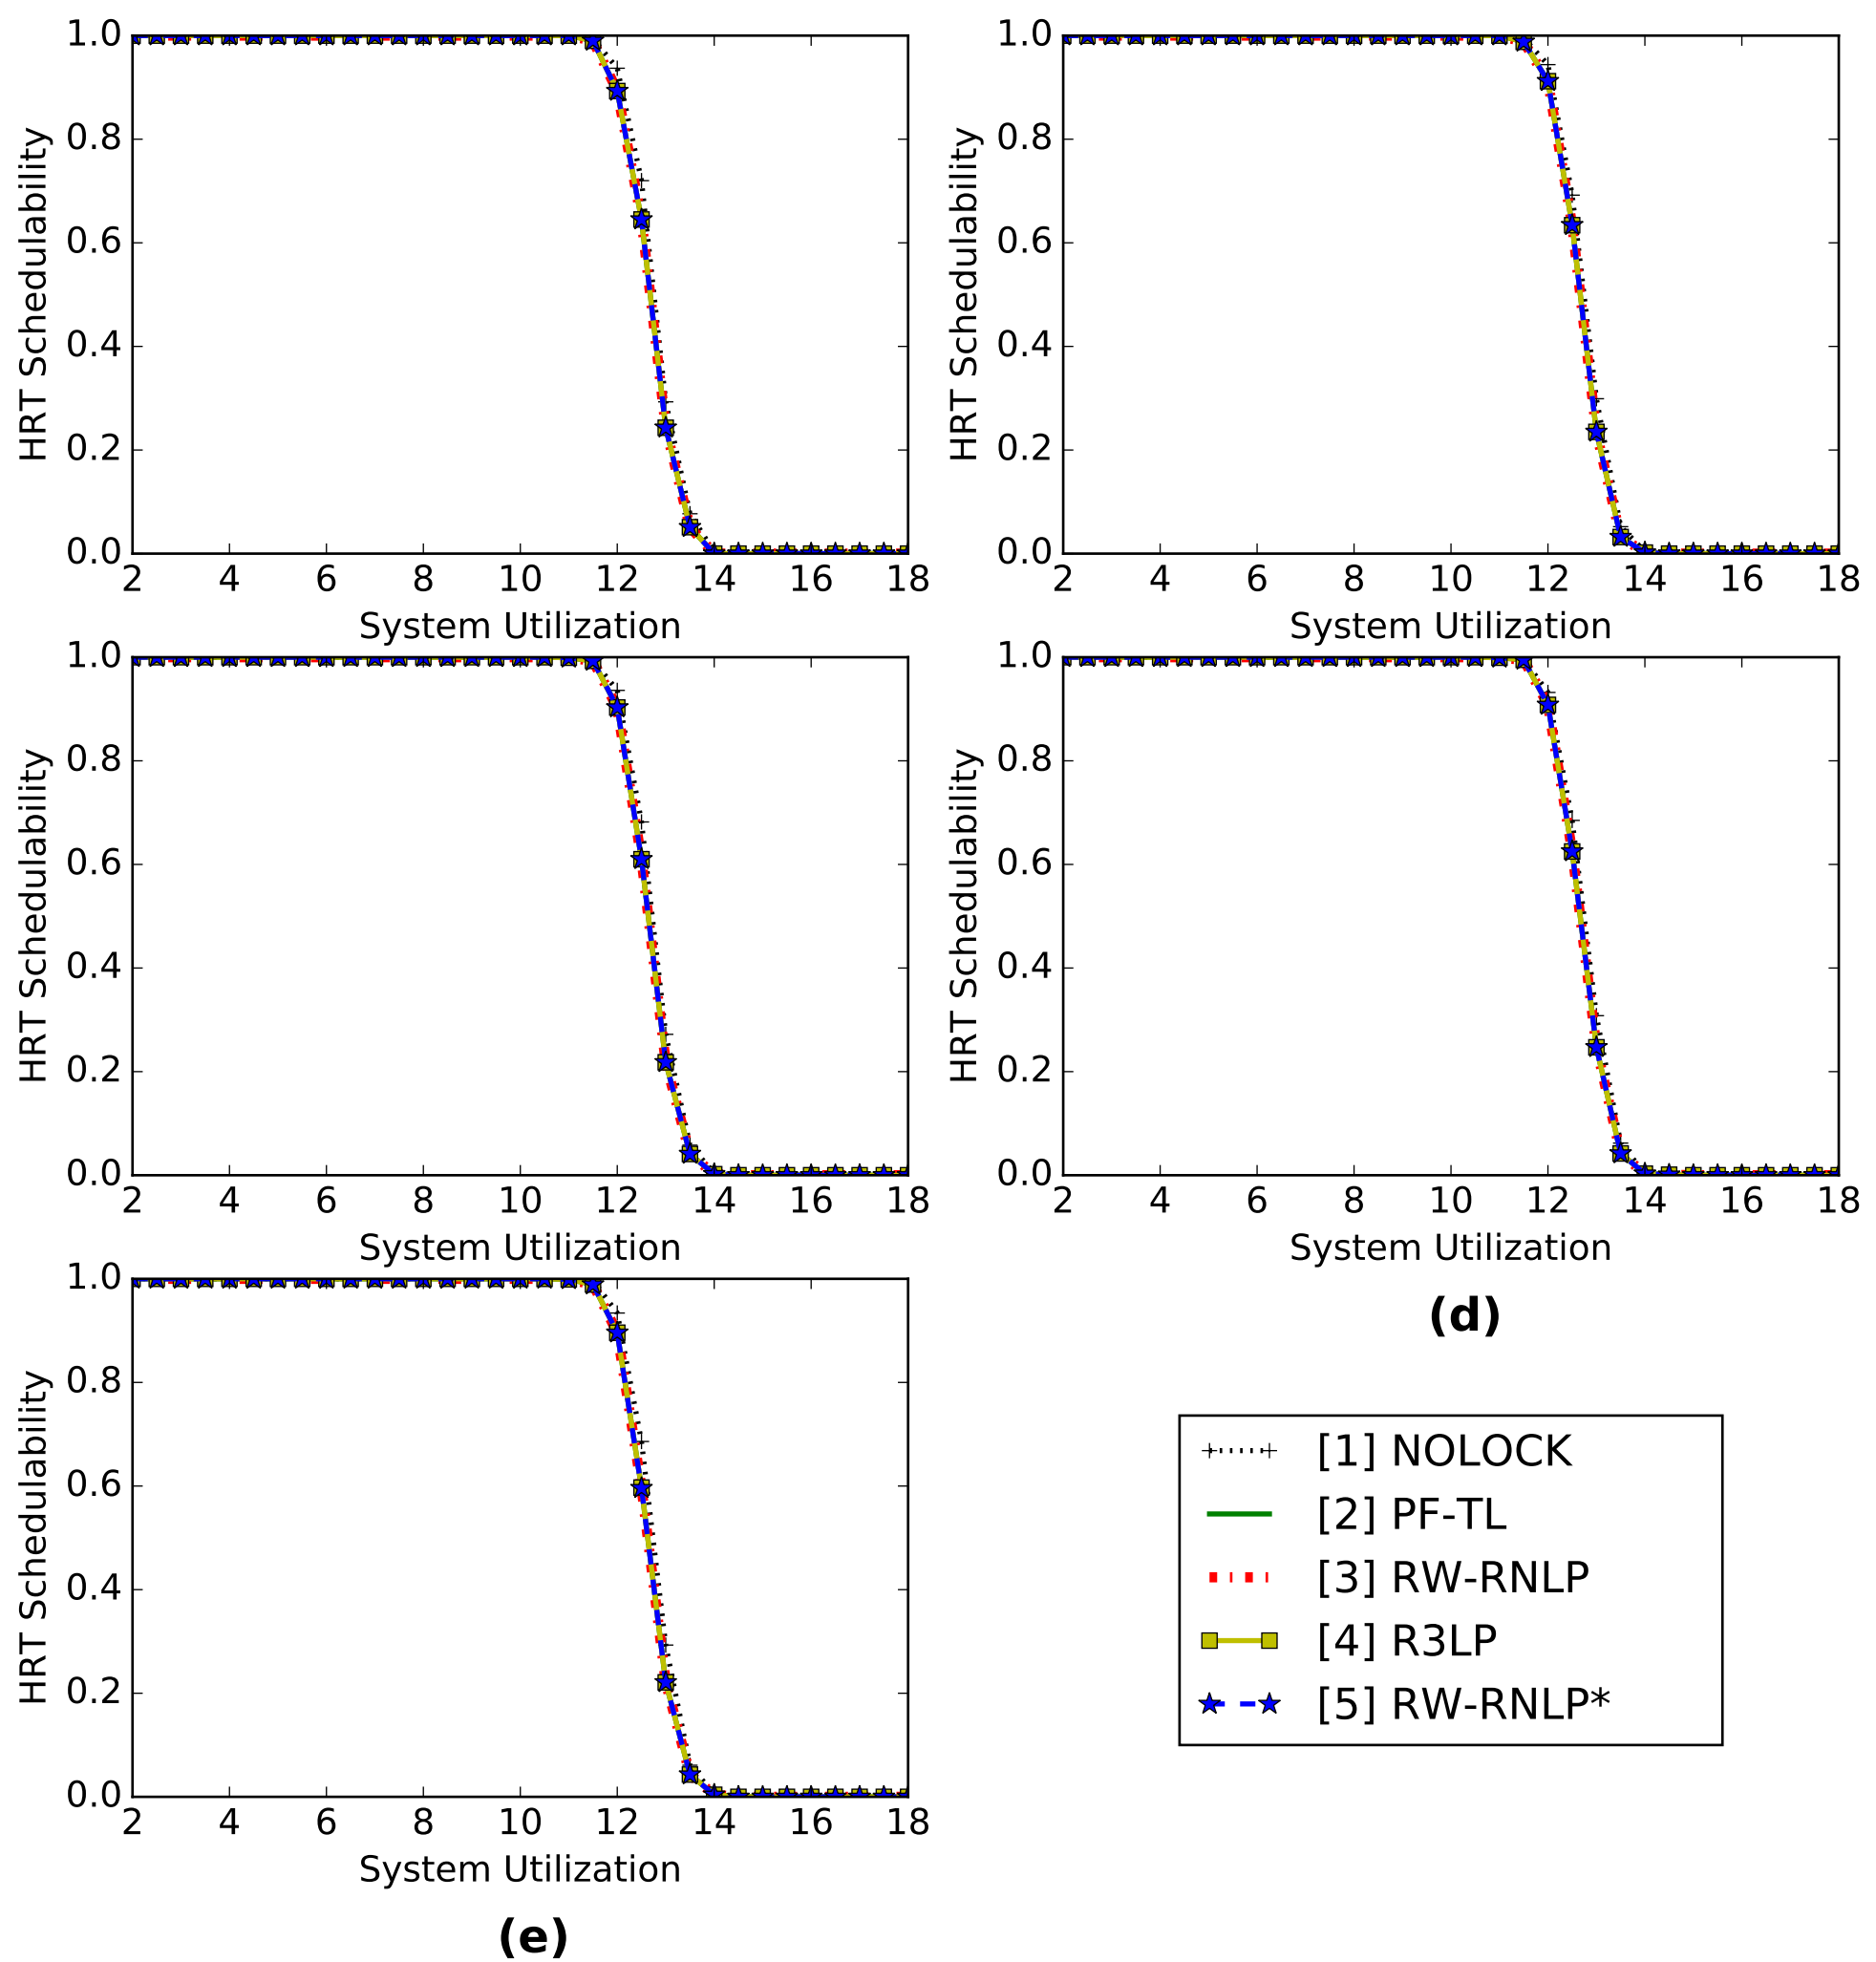 1.0
0.8
0.6
0.4
0.2
0.0
2 4 6 8 10 12 14 16 18
System Utilization
HRT Schedulability
1.0
0.8
0.6
0.4
0.2
0.0
2 4 6 8 10 12 14 16 18
System Utilization
HRT Schedulability
1.0
0.8
0.6
0.4
0.2
0.0
2 4 6 8 10 12 14 16 18
System Utilization
HRT Schedulability
1.0
0.8
0.6
0.4
0.2
0.0
2 4 6 8 10 12 14 16 18
System Utilization
HRT Schedulability
(d)
1.0
0.8
0.6
0.4
0.2
0.0
2 4 6 8 10 12 14 16 18
System Utilization
HRT Schedulability
(e)
[1] NOLOCK
[2] PF-TL
[3] RW-RNLP
[4] R3LP
[5] RW-RNLP*